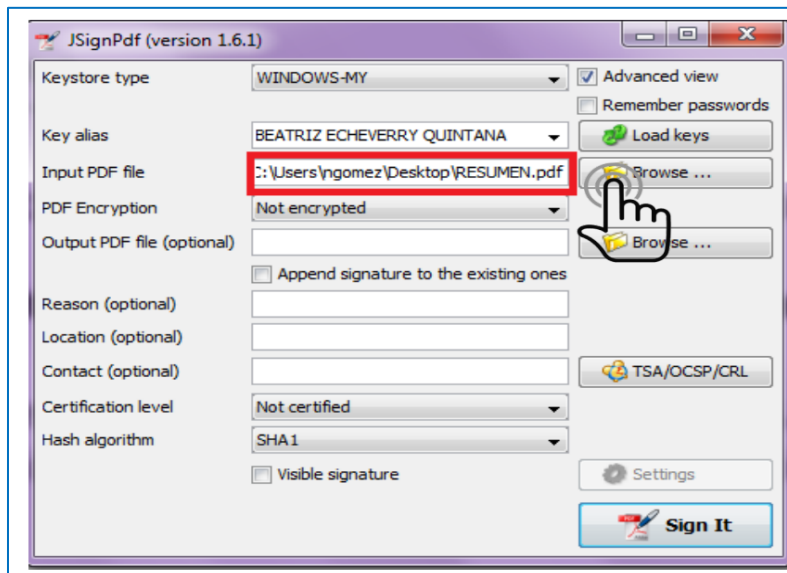 JSignPdf (version 1.6.1)
Keystore type WINDOWS-MY Advanced view
Remember passwords
Key alias BEATRIZ ECHEVERRY QUINTANA Load keys
Input PDF file :\Users\ngomez\Desktop\RESUMEN.pdf Browse ...
PDF Encryption Not encrypted
Output PDF file (optional) Browse ...
Append signature to the existing ones
Reason (optional)
Location (optional)
Contact (optional) TSA/OCSP/CRL
Certification level Not certified
Hash algorithm SHA1
Visible signature Settings
Sign It